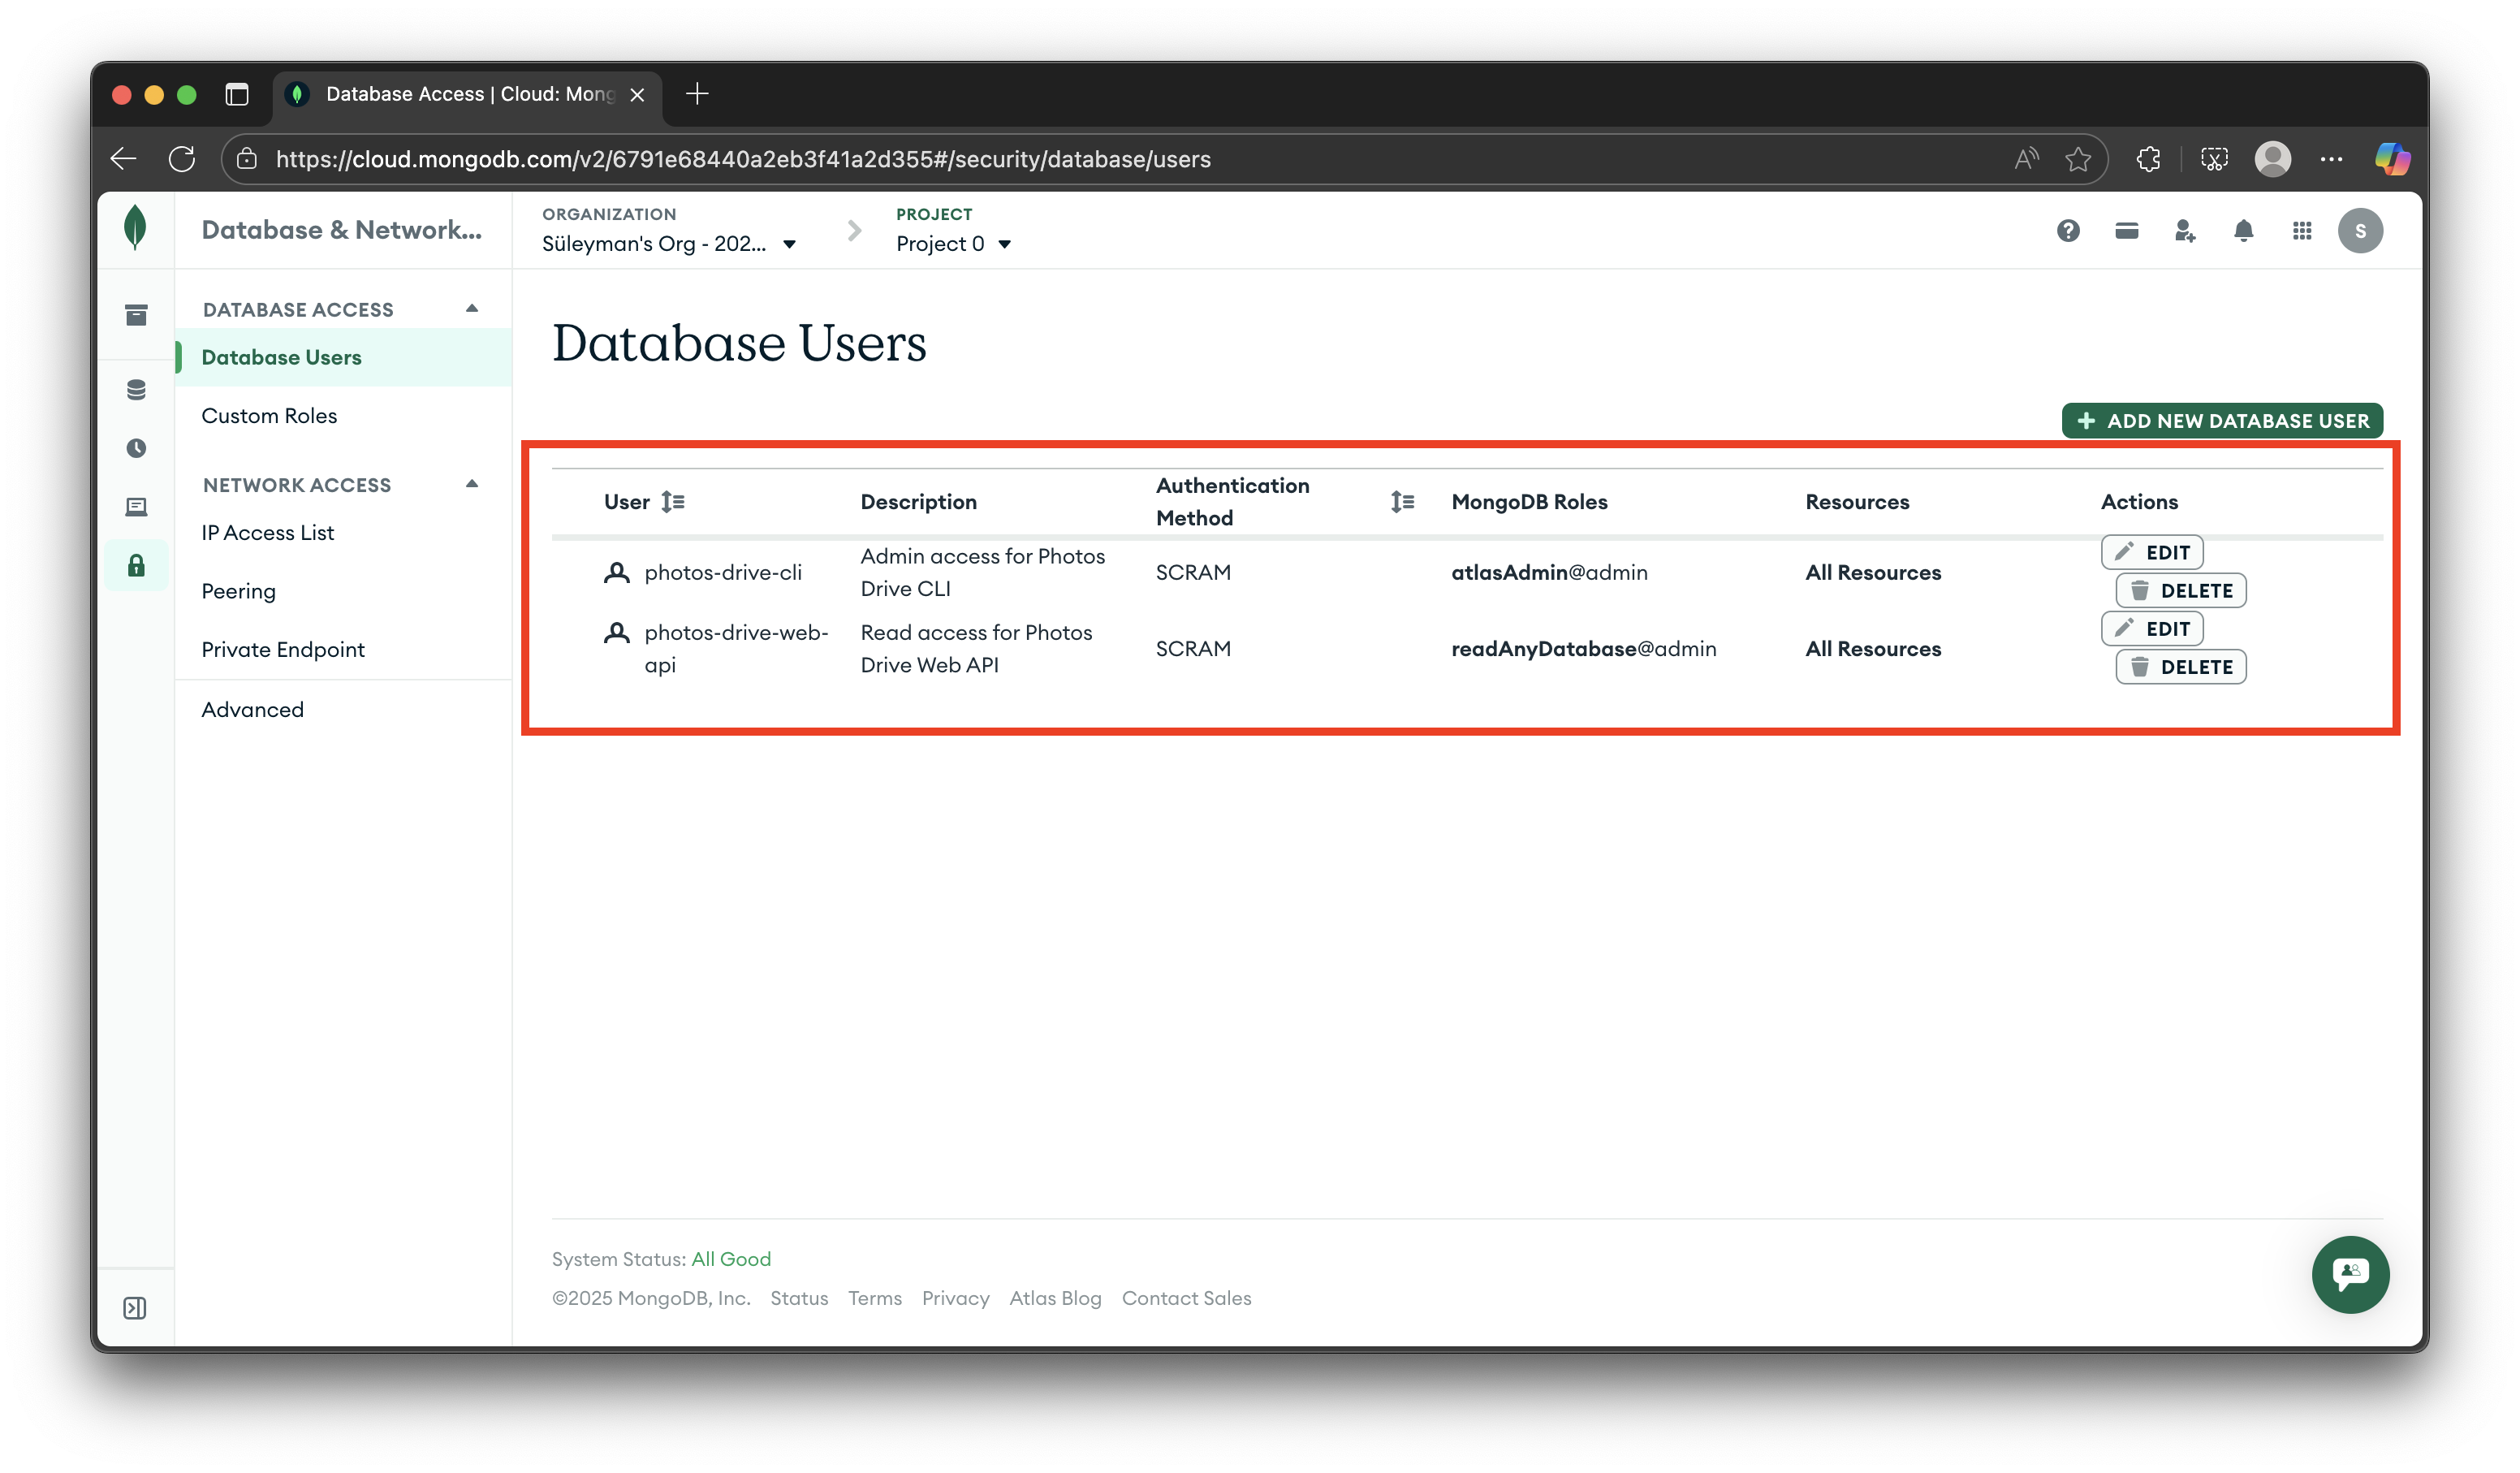 Database Access | Cloud: Mong
https://cloud.mongodb.com/v2/6791e68440a2eb3f41a2d355#/security/database/users
Database & Network...
ORGANIZATION
Süleyman's Org - 202...
PROJECT
Project 0
S
DATABASE ACCESS
Database Users
Custom Roles
NETWORK ACCESS
IP Access List
Peering
Private Endpoint
Advanced
Database Users
ADD NEW DATABASE USER
User
Description
Authentication
Method
MongoDB Roles
Resources
Actions
photos-drive-cli
Admin access for Photos
Drive CLI
SCRAM
atlasAdmin@admin
All Resources
EDIT
DELETE
photos-drive-web-
api
Read access for Photos
Drive Web API
SCRAM
readAnyDatabase@admin
All Resources
EDIT
DELETE
System Status: All Good
©2025 MongoDB, Inc. Status Terms Privacy Atlas Blog Contact Sales